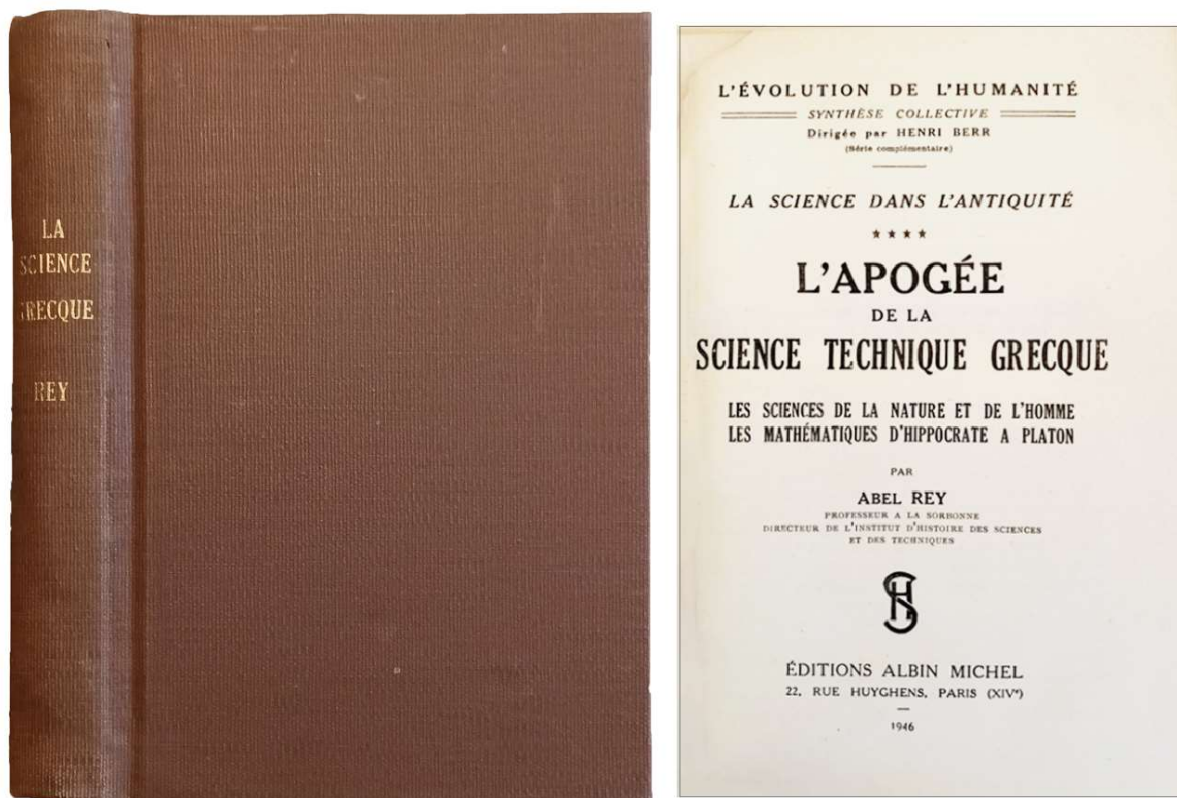 LA
SCIENCE
GRECQUE
REY
L'ÉVOLUTION DE L'HUMANITÉ
SYNTHÈSE COLLECTIVE
Dirigée par HENRI BERR
(Série complémentaire)
LA SCIENCE DANS L'ANTIQUITÉ
★★★★
L'APOGÉE
DE LA
SCIENCE TECHNIQUE GRECQUE
LES SCIENCES DE LA NATURE ET DE L'HOMME
LES MATHÉMATIQUES D'HIPPOCRATE A PLATON
PAR
ABEL REY
PROFESSEUR A LA SORBONNE
DIRECTEUR DE L'INSTITUT D'HISTOIRE DES SCIENCES
ET DES TECHNIQUES
SH
ÉDITIONS ALBIN MICHEL
22, RUE HUYGHENS, PARIS (XIVᵉ)
—
1946